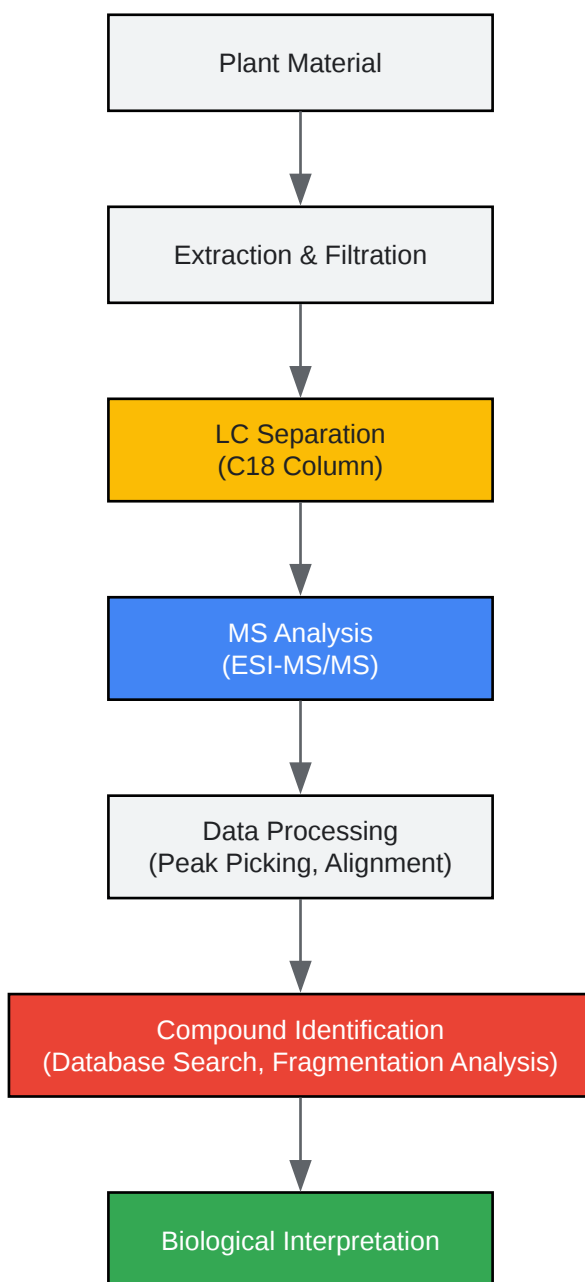 Plant Material
Extraction & Filtration
LC Separation
(C18 Column)
MS Analysis
(ESI-MS/MS)
Data Processing
(Peak Picking, Alignment)
Compound Identification
(Database Search, Fragmentation Analysis)
Biological Interpretation